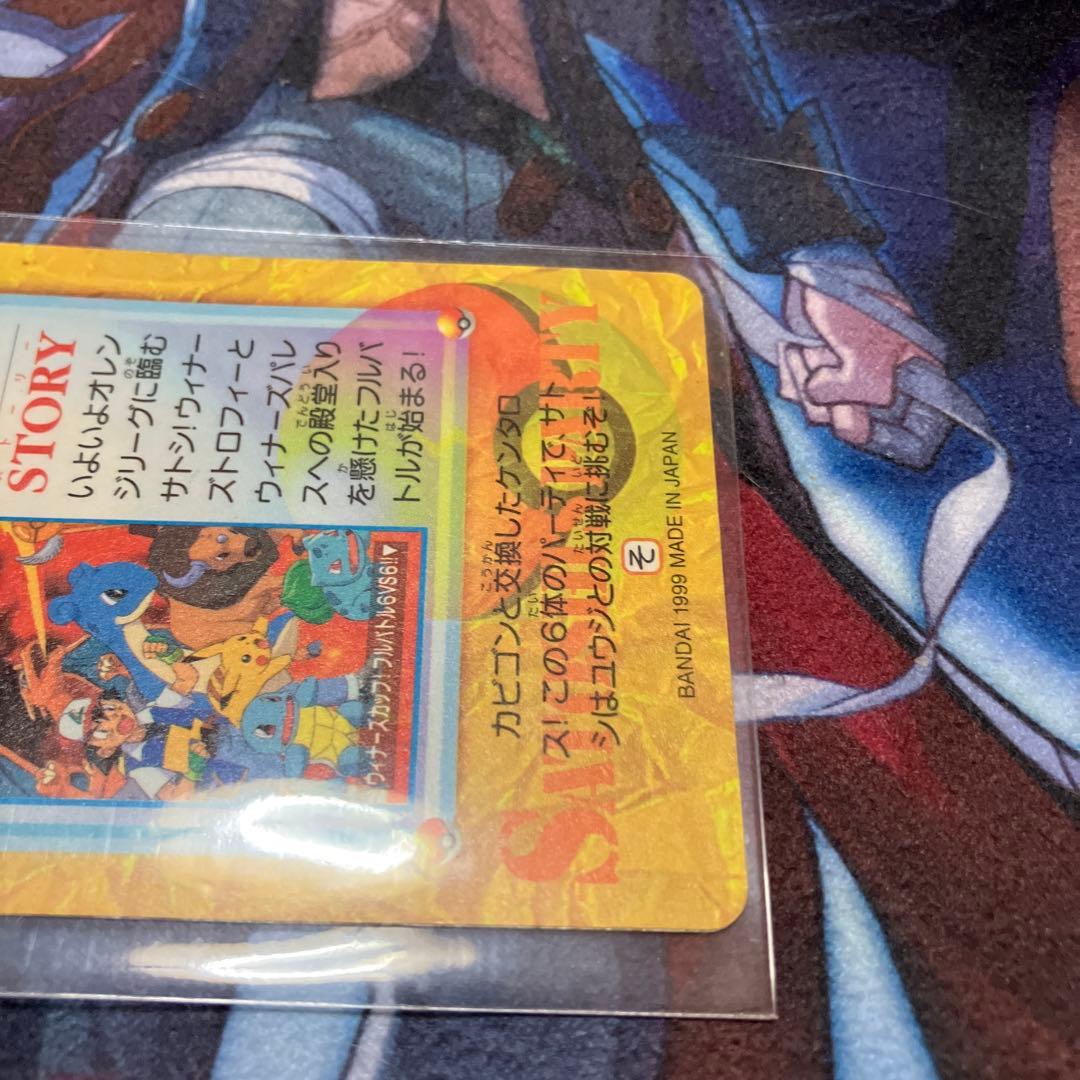 STORY
いよいよオレン
ジリーグに臨む
サトシ!ウィナー
ズトロフィーと
ウィナーズパレ
スへの殿堂入り
を懸けたフルバ
トルが始まる!
ウィナーズカップ・フルバトル6VS6!!▼
カビゴンと交換したケンタロ
ス!この6体のパーティで、サト
シはユウジとの対戦に挑むぞ!
そ
BANDAI 1999 MADE IN JAPAN